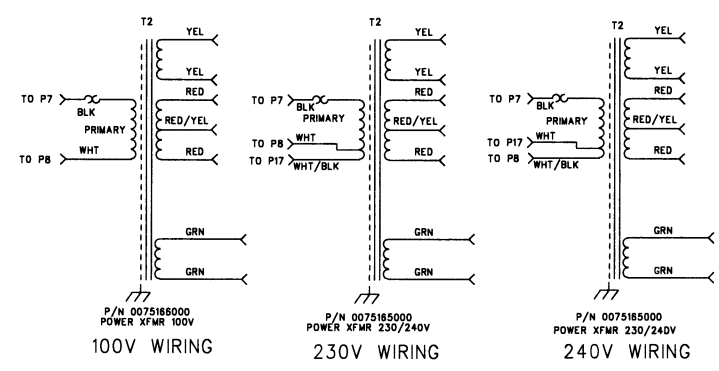 T2
YEL
YEL
RED
TO P7
BLK
PRIMARY
RED/YEL
WHT
RED
TO P8
GRN
GRN
P/N 0075166000
POWER XFMR 100V
100V WIRING
T2
YEL
YEL
RED
TO P7
BLK
PRIMARY
RED/YEL
WHT
TO P8
RED
TO P17
WHT/BLK
GRN
GRN
P/N 0075165000
POWER XFMR 230/240V
230V WIRING
T2
YEL
YEL
RED
TO P7
BLK
PRIMARY
RED/YEL
WHT
TO P17
RED
TO P8
WHT/BLK
GRN
GRN
P/N 0075165000
POWER XFMR 230/240V
240V WIRING